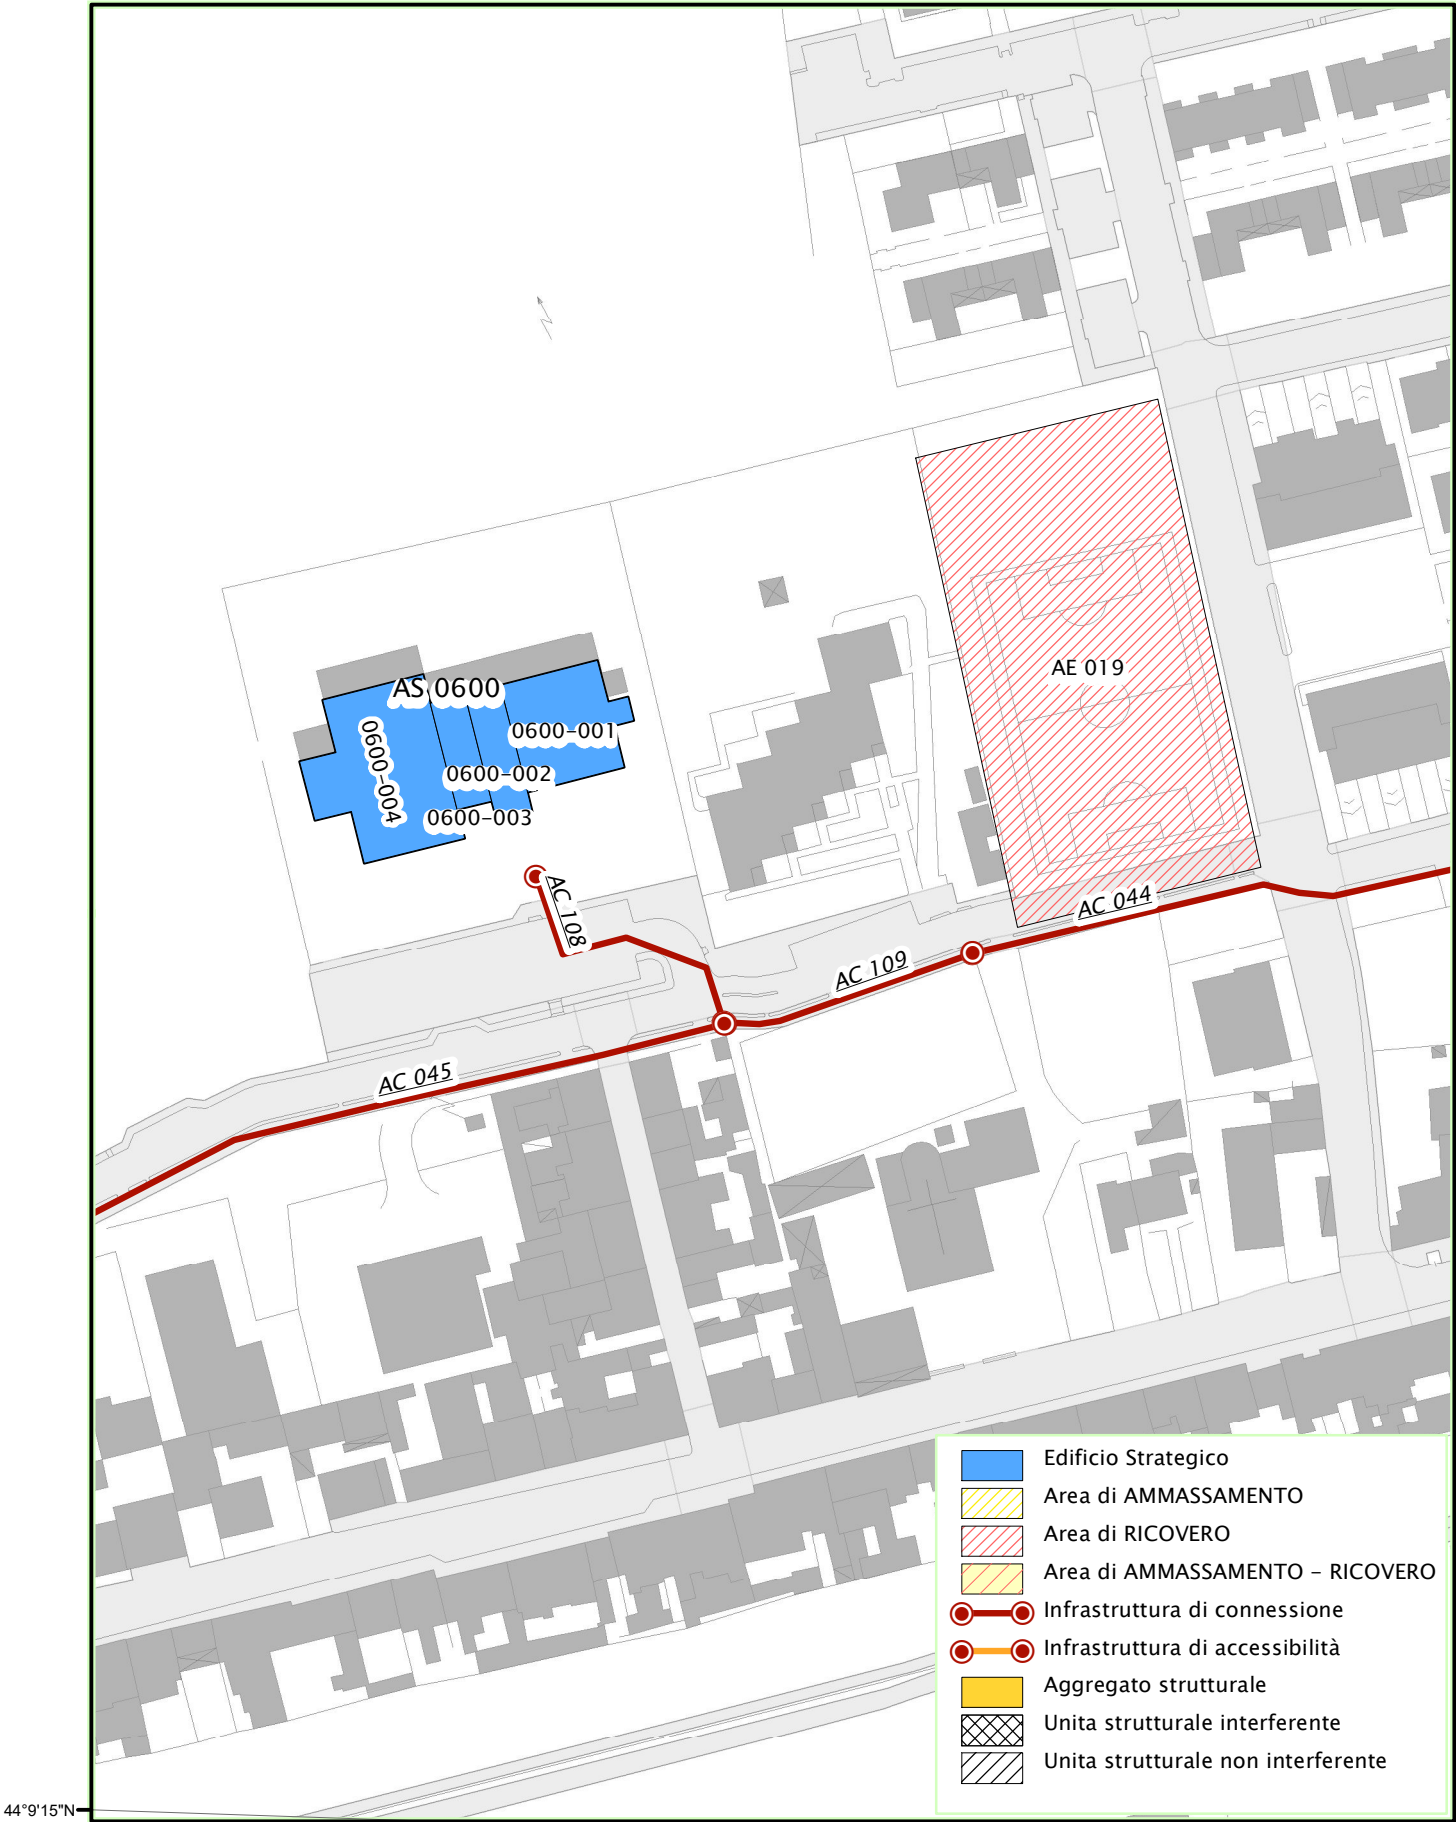 AS 0600
0600-001
0600-002
0600-003
0600-004
AE 019
AC 108
AC 044
AC 109
AC 045
Edificio Strategico
Area di AMMASSAMENTO
Area di RICOVERO
Area di AMMASSAMENTO - RICOVERO
Infrastruttura di connessione
Infrastruttura di accessibilità
Aggregato strutturale
Unita strutturale interferente
Unita strutturale non interferente
44°9'15"N